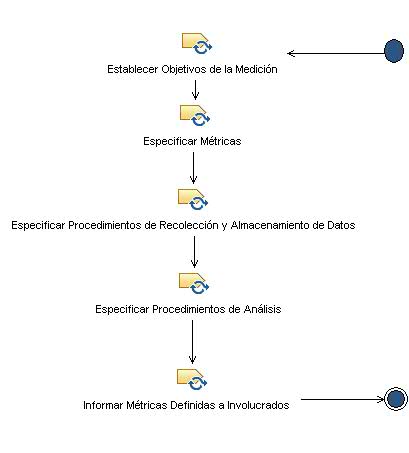 Establecer Objetivos de la Medición
Especificar Métricas
Especificar Procedimientos de Recolección y Almacenamiento de Datos
Especificar Procedimientos de Análisis
Informar Métricas Definidas a Involucrados